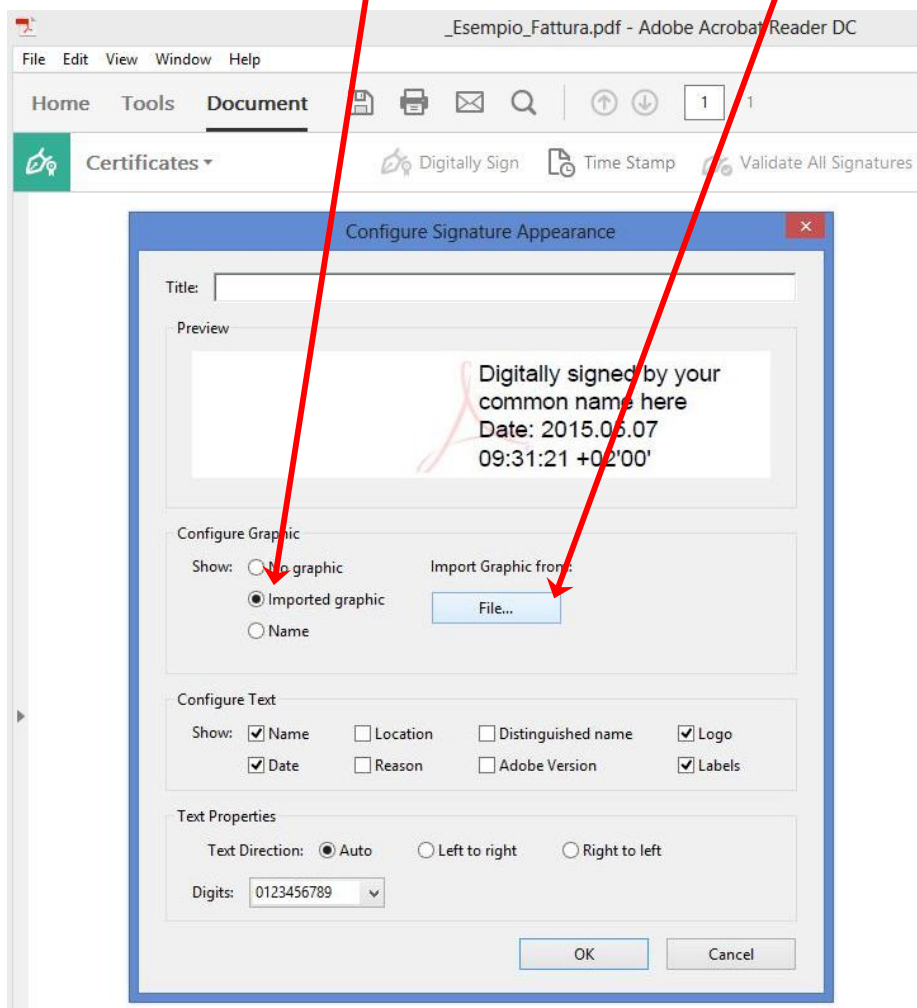 _Esempio_Fattura.pdf - Adobe Acrobat Reader DC
File Edit View Window Help
Home Tools Document 1 / 1
Certificates Digitally Sign Time Stamp Validate All Signatures
Configure Signature Appearance
Title:
Preview
Digitally signed by your
common name here
Date: 2015.05.07
09:31:21 +02'00'
Configure Graphic
Show: No graphic Import Graphic from:
Imported graphic File...
Name
Configure Text
Show: Name Location Distinguished name Logo
Date Reason Adobe Version Labels
Text Properties
Text Direction: Auto Left to right Right to left
Digits: 0123456789
OK Cancel